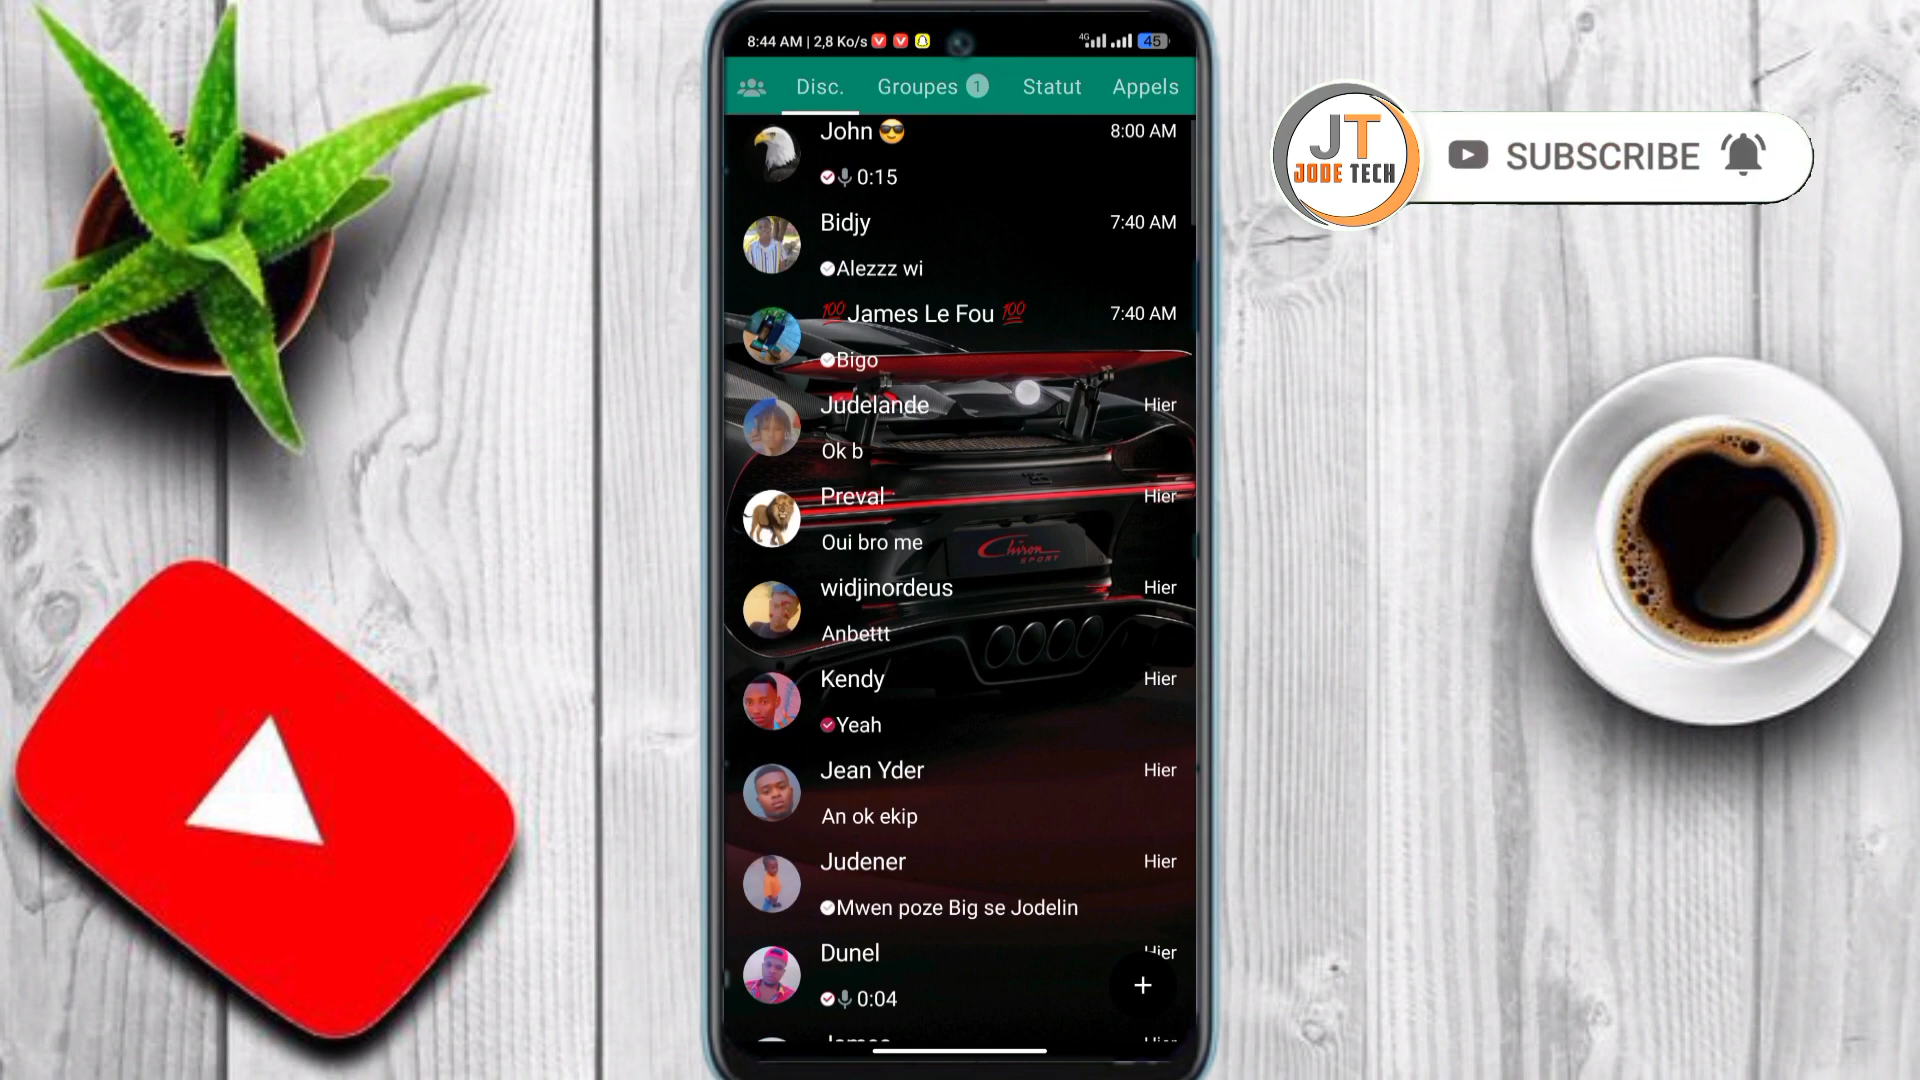 8:44 AM | 2,8 Ko/s 4G 45
Disc. Groupes 1 Statut Appels
John 😎 8:00 AM
0:15
Bidjy 7:40 AM
Alezzz wi
💯James Le Fou 💯 7:40 AM
Bigo
Judelande Hier
Ok b
Preval Hier
Oui bro me
widjinordeus Hier
Anbettt
Kendy Hier
Yeah
Jean Yder Hier
An ok ekip
Judener Hier
Mwen poze Big se Jodelin
Dunel Hier
0:04
+
Chiron
SPORT
JT
JODE TECH
SUBSCRIBE